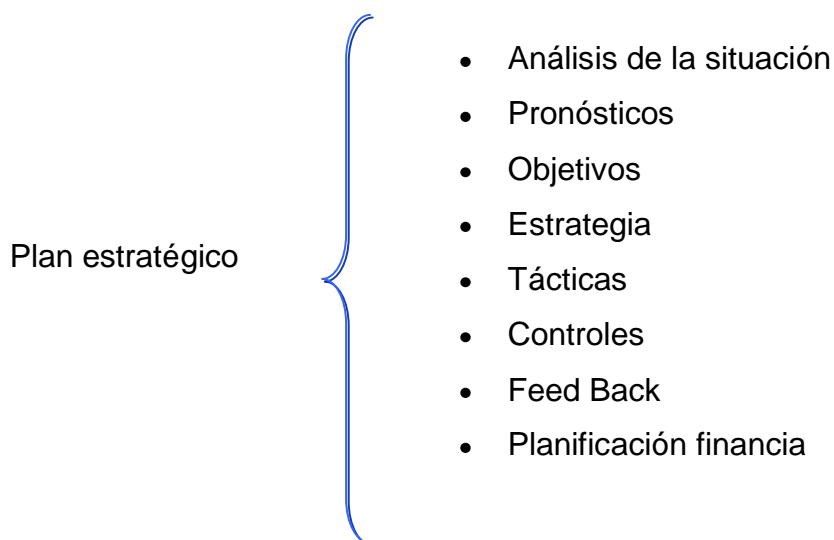 Plan estratégico
Análisis de la situación
Pronósticos
Objetivos
Estrategia
Tácticas
Controles
Feed Back
Planificación financia